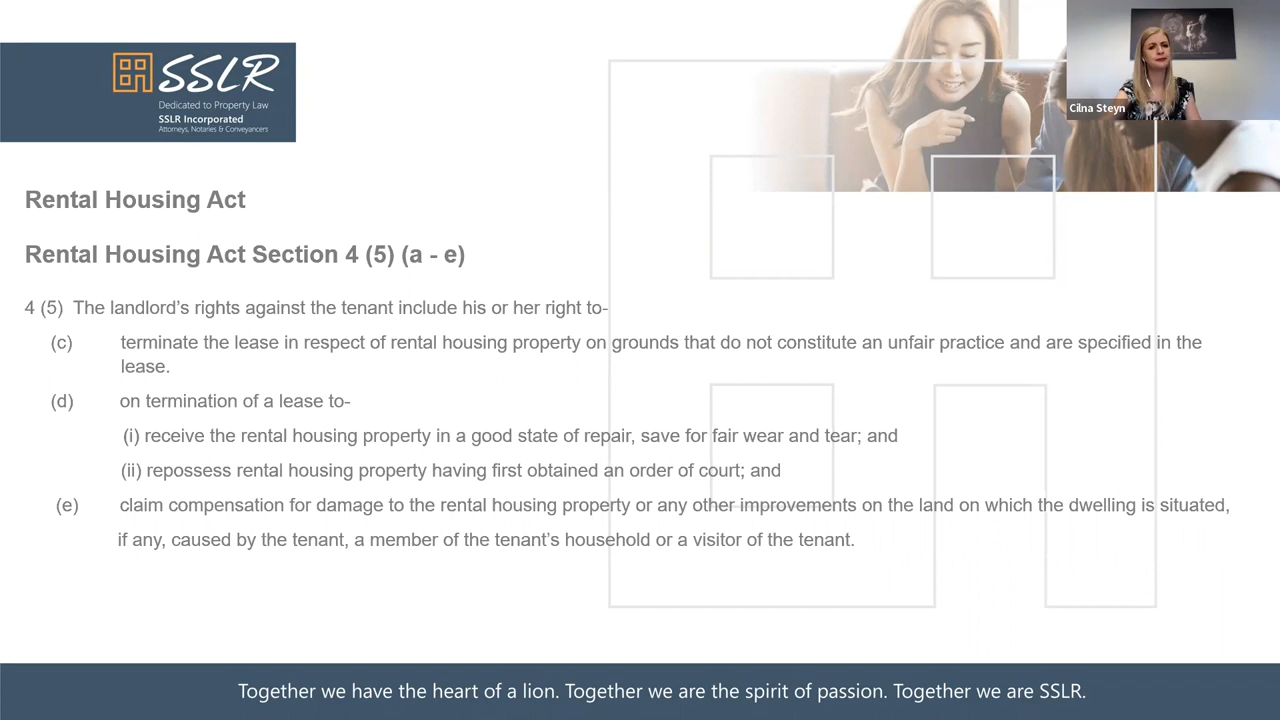 SSLR
Dedicated to Property Law
SSLR Incorporated
Attorneys, Notaries & Conveyancers
Cilna Steyn
Rental Housing Act
Rental Housing Act Section 4 (5) (a - e)
4 (5) The landlord’s rights against the tenant include his or her right to-
(c) terminate the lease in respect of rental housing property on grounds that do not constitute an unfair practice and are specified in the
lease.
(d) on termination of a lease to-
(i) receive the rental housing property in a good state of repair, save for fair wear and tear; and
(ii) repossess rental housing property having first obtained an order of court; and
(e) claim compensation for damage to the rental housing property or any other improvements on the land on which the dwelling is situated,
if any, caused by the tenant, a member of the tenant’s household or a visitor of the tenant.
Together we have the heart of a lion. Together we are the spirit of passion. Together we are SSLR.